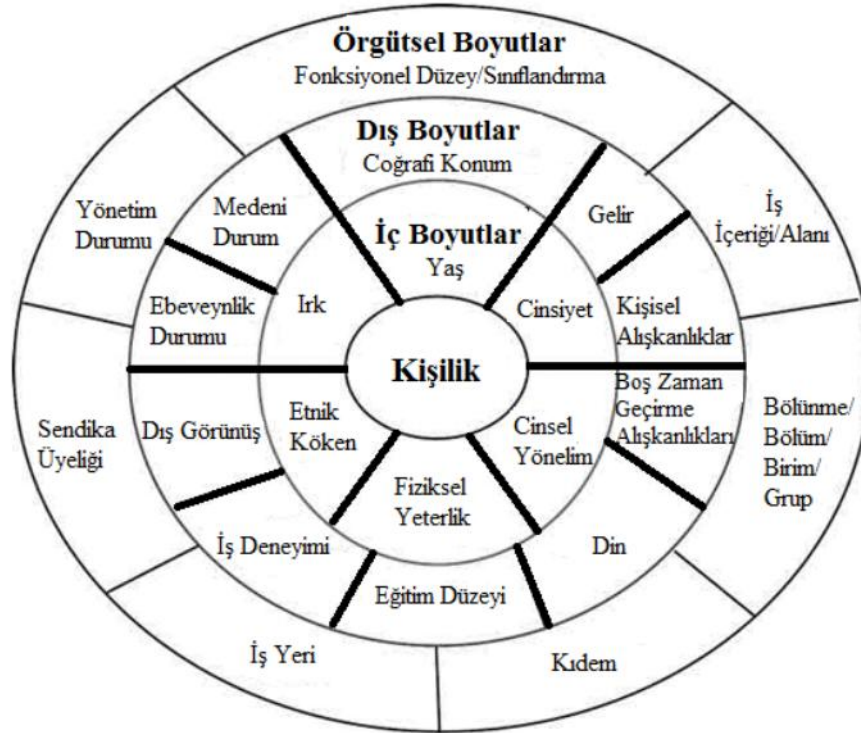 Örgütsel Boyutlar
Fonksiyonel Düzey/Sınıflandırma
Dış Boyutlar
Coğrafi Konum
İç Boyutlar
Yaş
Kişilik
Yönetim
Durumu
Medeni
Durum
Gelir
İş
İçeriği/Alanı
Ebeveynlik
Durumu
Irk
Cinsiyet
Kişisel
Alışkanlıklar
Sendika
Üyeliği
Dış Görünüş
Etnik
Köken
Fiziksel
Yeterlik
Cinsel
Yönelim
Boş Zaman
Geçirme
Alışkanlıkları
Bölünme/
Bölüm/
Birim/
Grup
İş Deneyimi
Eğitim Düzeyi
Din
İş Yeri
Kıdem